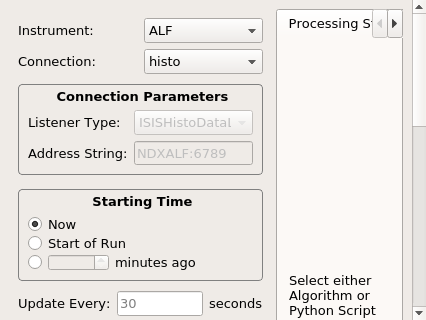 Instrument: ALF
Connection: histo
Connection Parameters
Listener Type: ISISHistoDataL
Address String: NDXALF:6789
Starting Time
Now
Start of Run
minutes ago
Update Every: 30 seconds
Processing St
Select either
Algorithm or
Python Script